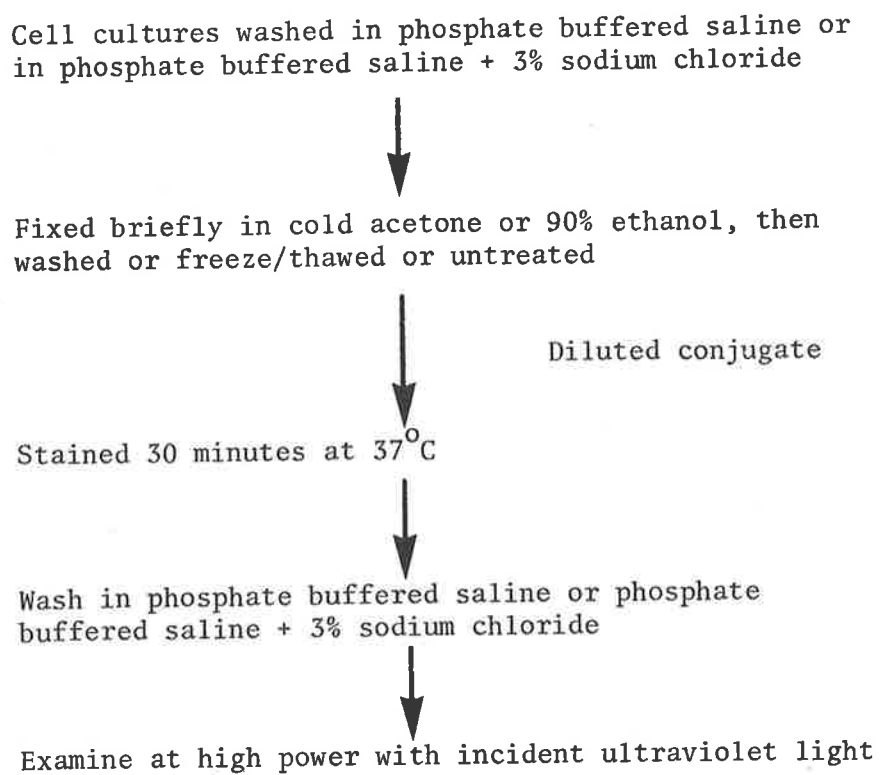 Cell cultures washed in phosphate buffered saline or
in phosphate buffered saline + 3% sodium chloride
Fixed briefly in cold acetone or 90% ethanol, then
washed or freeze/thawed or untreated
Diluted conjugate
Stained 30 minutes at 37°C
Wash in phosphate buffered saline or phosphate
buffered saline + 3% sodium chloride
Examine at high power with incident ultraviolet light